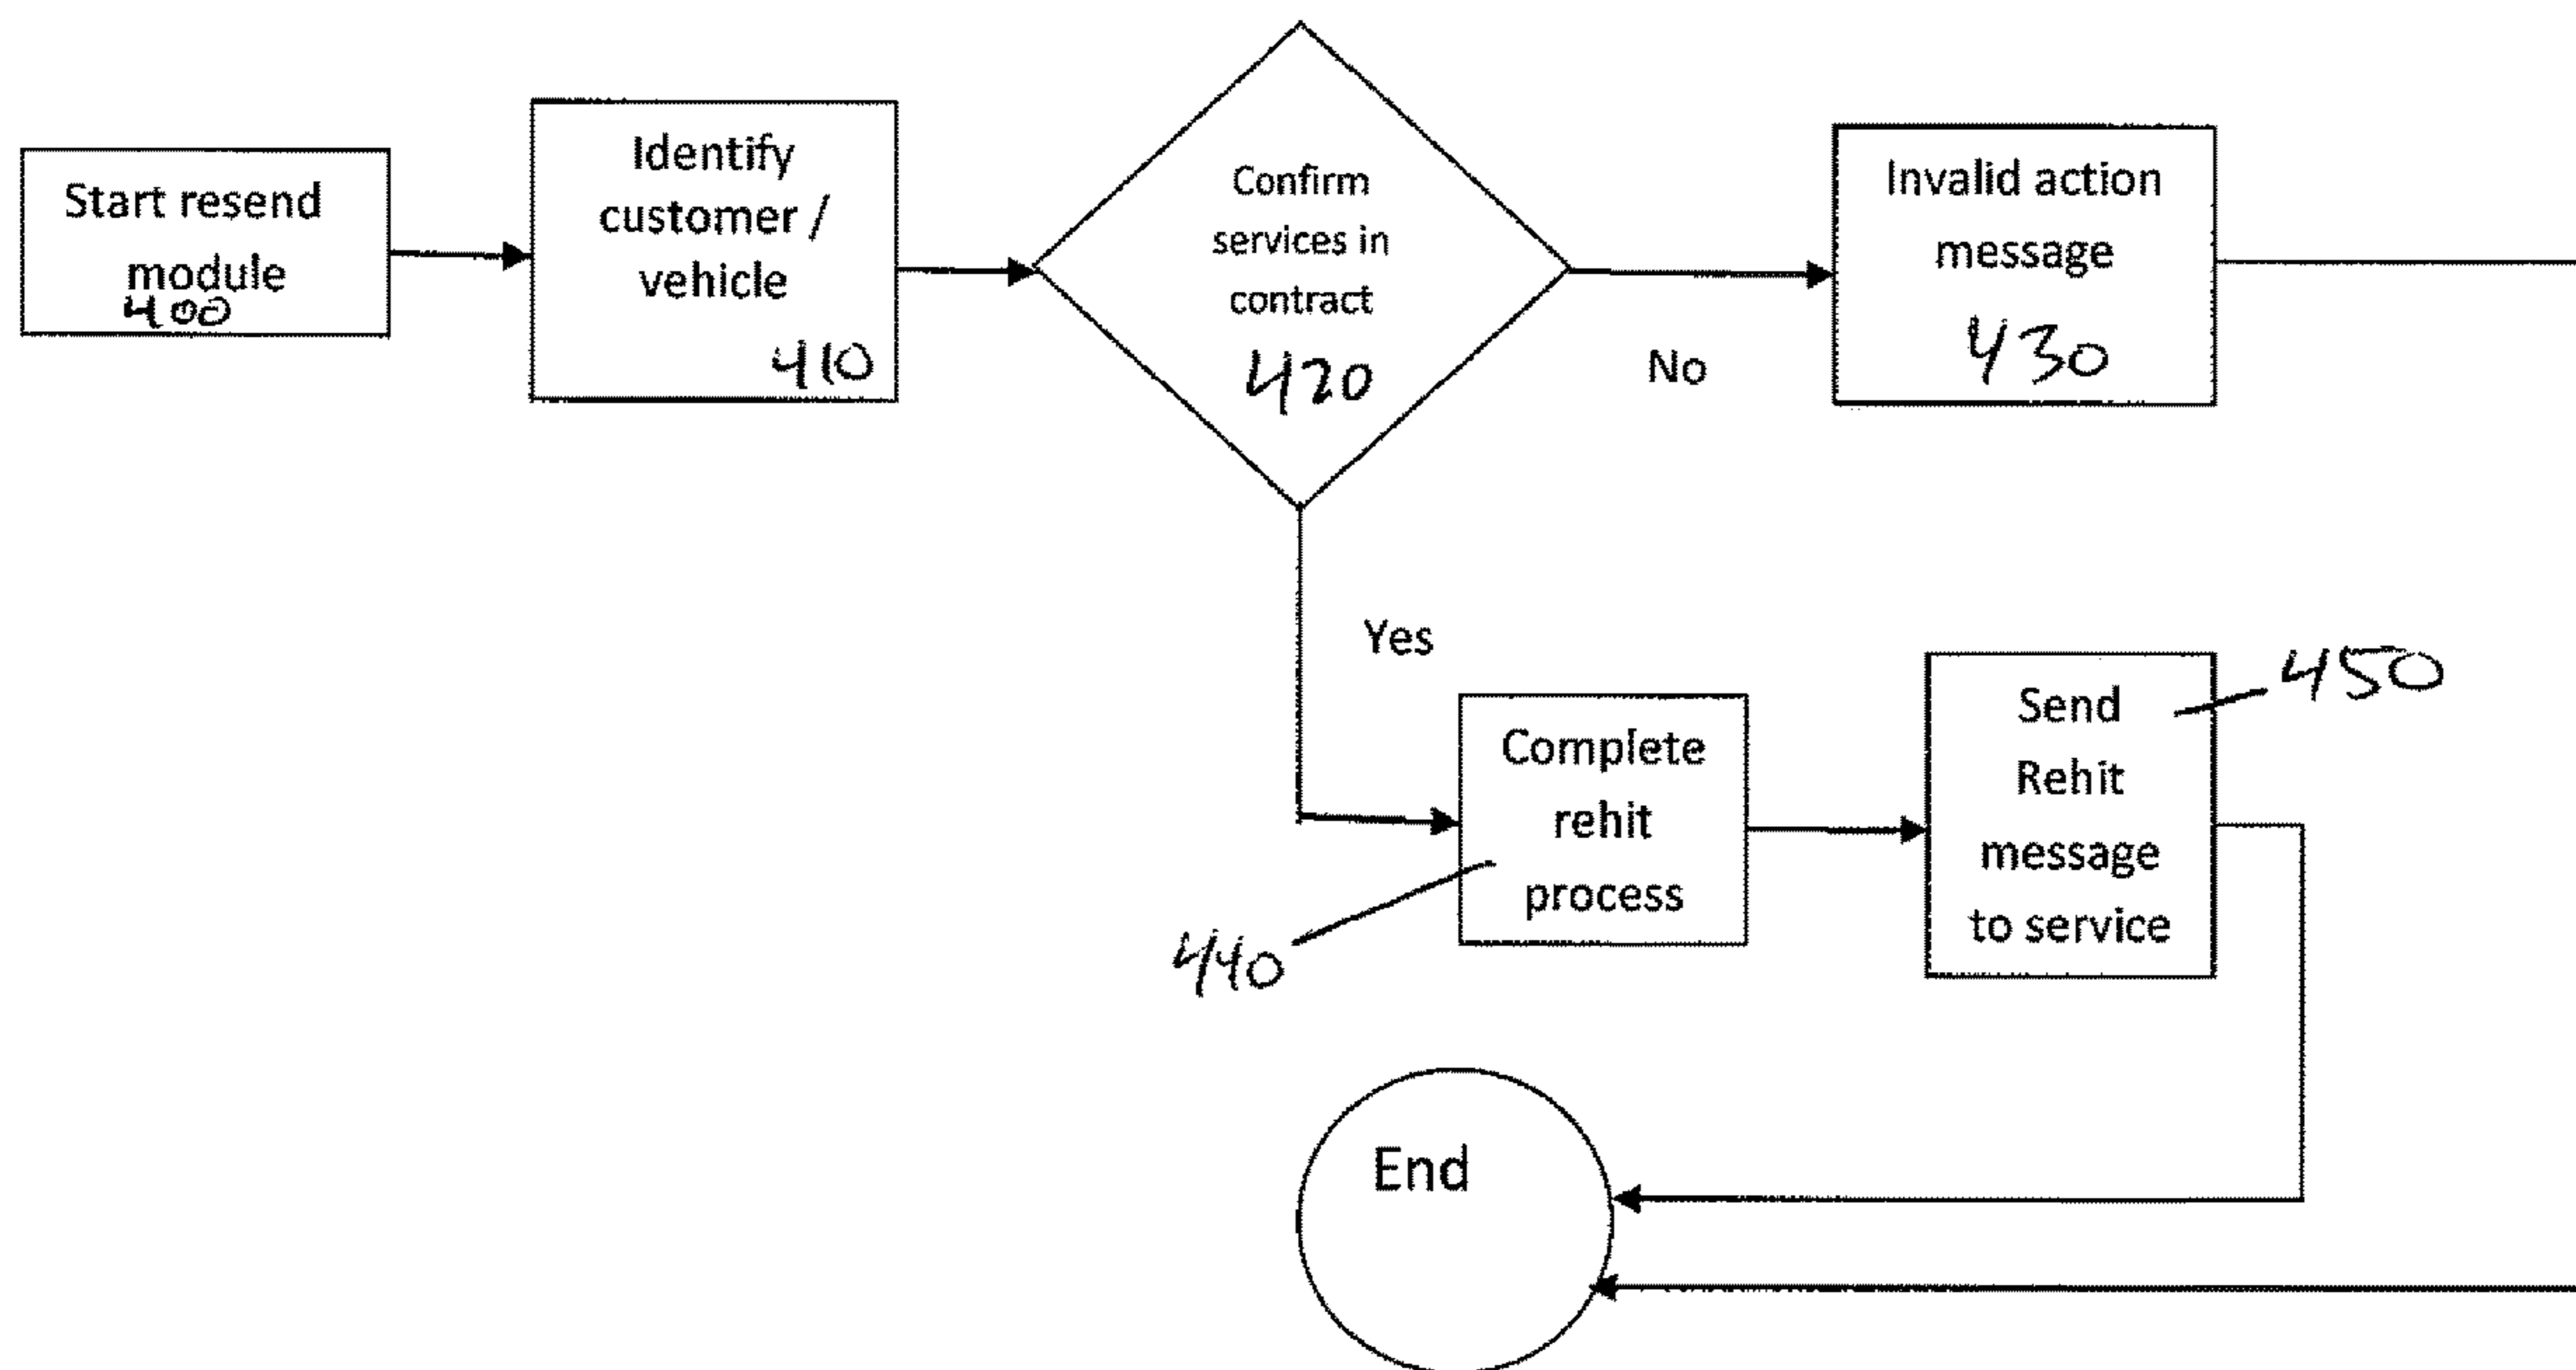 Start resend
module
400
Identify
customer /
vehicle
410
Confirm
services in
contract
420
No
Invalid action
message
430
Yes
Complete
rehit
process
440
Send
Rehit
message
to service
450
End